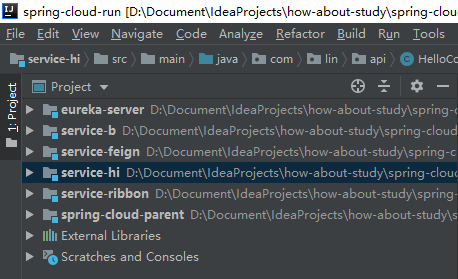 spring-cloud-run [D:\Document\IdeaProjects\how-about-study\spring-clou
File Edit View Navigate Code Analyze Refactor Build Run Tools
service-hi src main java com lin api HelloCo
1: Project
Project
eureka-server D:\Document\IdeaProjects\how-about-study\spring-c
service-b D:\Document\IdeaProjects\how-about-study\spring-cloud
service-feign D:\Document\IdeaProjects\how-about-study\spring-c
service-hi D:\Document\IdeaProjects\how-about-study\spring-cloud
service-ribbon D:\Document\IdeaProjects\how-about-study\spring-
spring-cloud-parent D:\Document\IdeaProjects\how-about-study\s
External Libraries
Scratches and Consoles